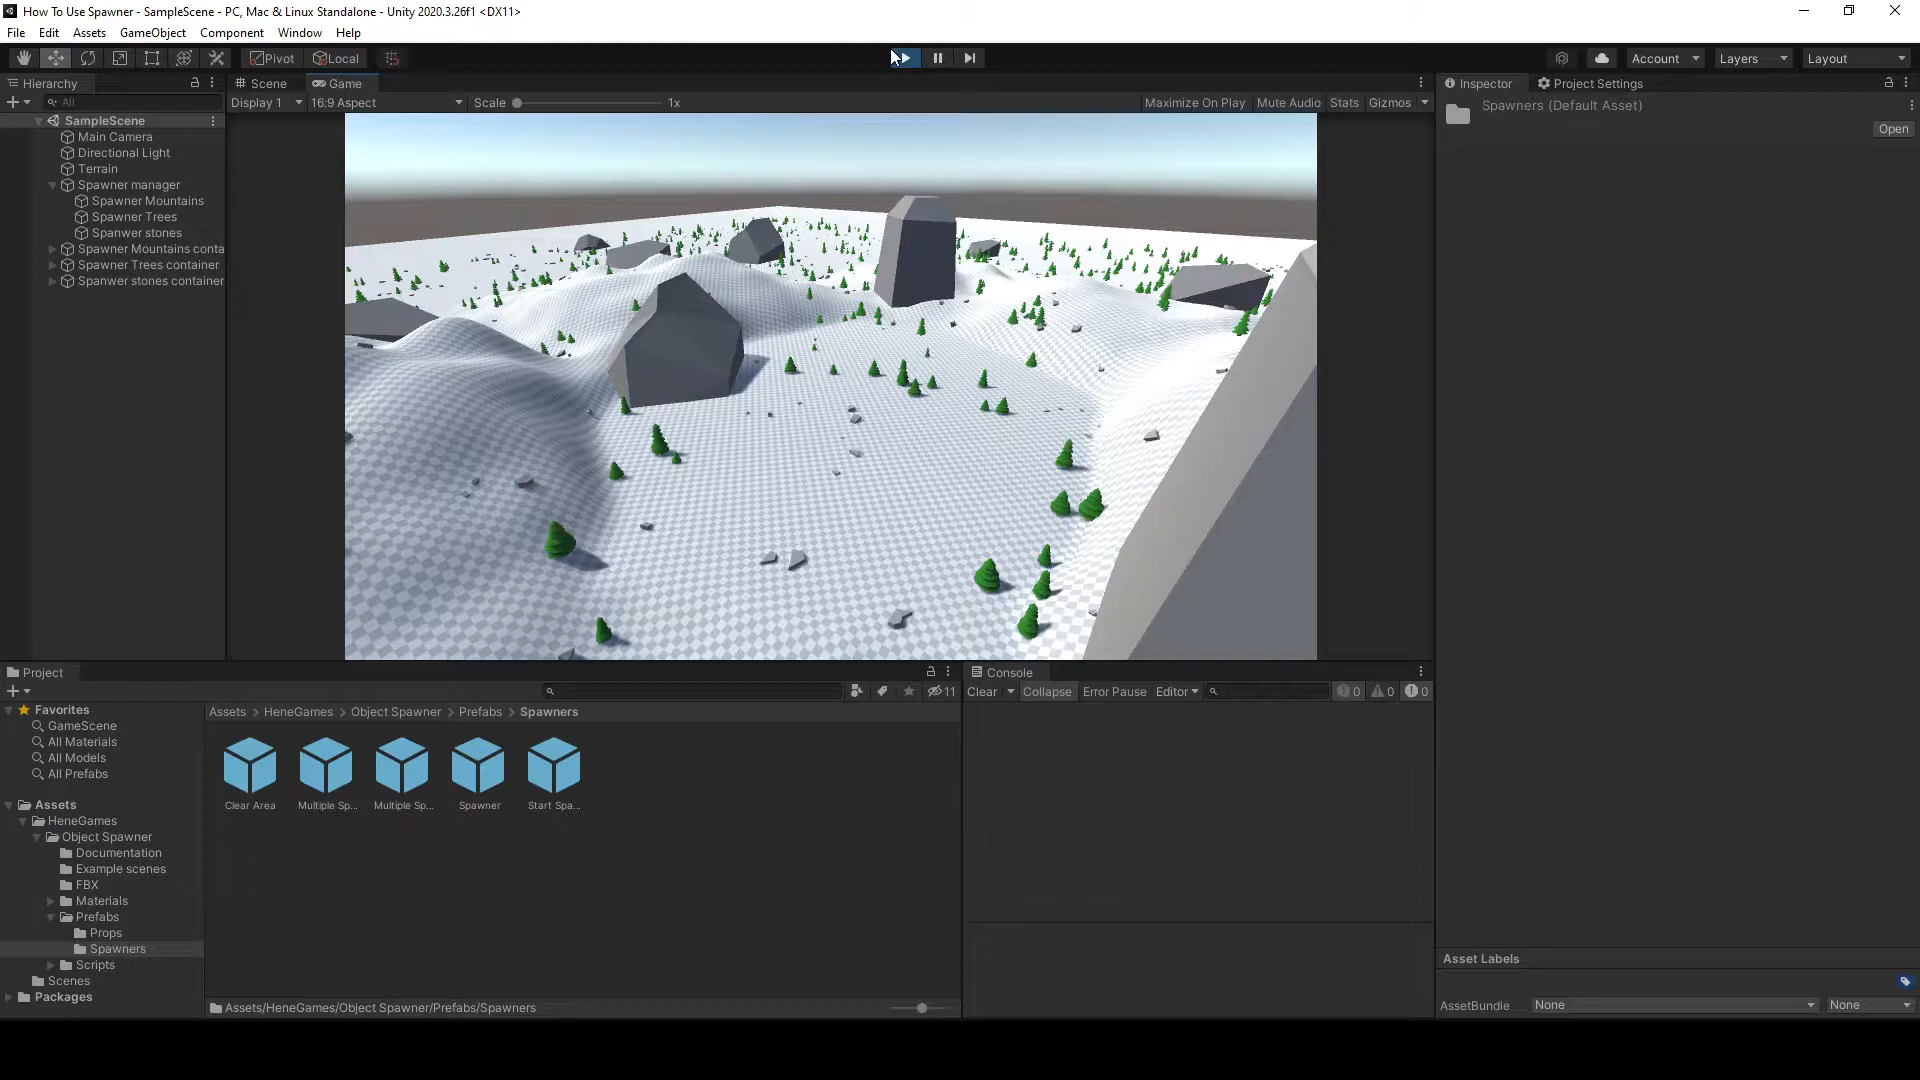 How To Use Spawner - SampleScene - PC, Mac & Linux Standalone - Unity 2020.3.26f1 <DX11>
File Edit Assets GameObject Component Window Help
Pivot Local Account Layers Layout
Hierarchy Scene Game Inspector Project Settings
All Display 1 16:9 Aspect Scale 1x Maximize On Play Mute Audio Stats Gizmos
Spawners (Default Asset)
Open
SampleScene
Main Camera
Directional Light
Terrain
Spawner manager
Spawner Mountains
Spawner Trees
Spanwer stones
Spawner Mountains conta
Spawner Trees container
Spanwer stones container
Project
11
Favorites
GameScene
All Materials
All Models
All Prefabs
Assets
HeneGames
Object Spawner
Documentation
Example scenes
FBX
Materials
Prefabs
Props
Spawners
Scripts
Scenes
Packages
Assets > HeneGames > Object Spawner > Prefabs > Spawners
Clear Area Multiple Sp... Multiple Sp... Spawner Start Spa...
Assets/HeneGames/Object Spawner/Prefabs/Spawners
Console
Clear Collapse Error Pause Editor 0 0 0
Asset Labels
AssetBundle None None